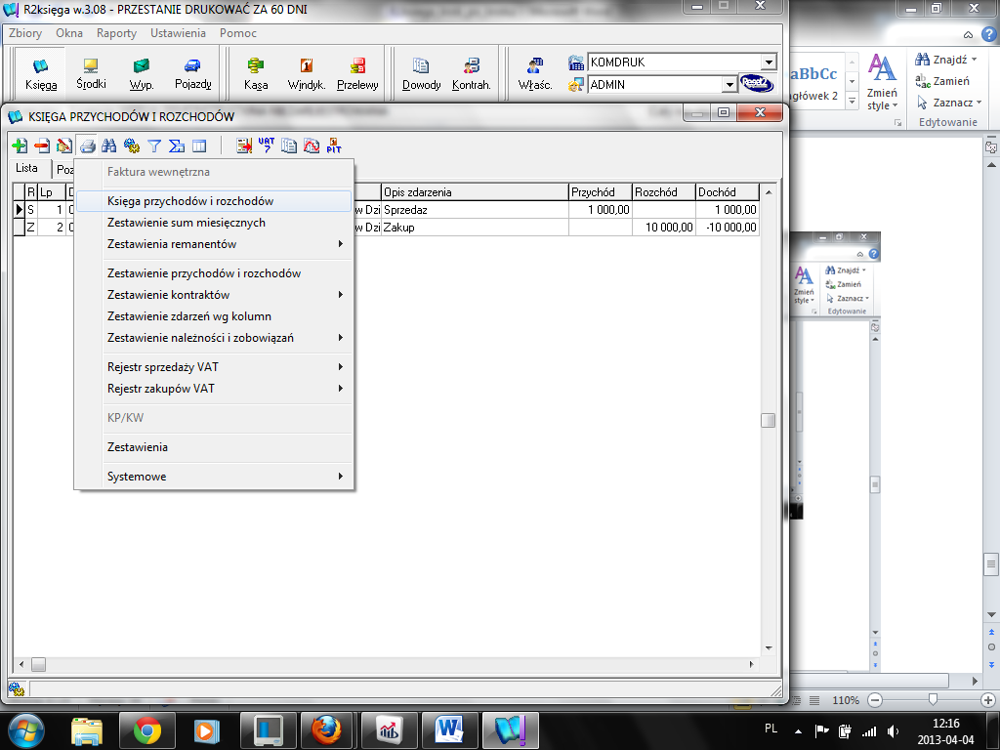 R2księga w.3.08 - PRZESTANIE DRUKOWAĆ ZA 60 DNI
Zbiory Okna Raporty Ustawienia Pomoc
Księga Środki Wyp. Pojazdy Kasa Windyk. Przelewy Dowody Kontrah. Właśc.
KOMDRUK
ADMIN
Reset2
KSIĘGA PRZYCHODÓW I ROZCHODÓW
VAT 7
PIT
Lista Poz
R Lp D Opis zdarzenia Przychód Rozchód Dochód
S 1 0 w Dzi Sprzedaz 1 000,00 1 000,00
Z 2 0 w Dzi Zakup 10 000,00 -10 000,00
Faktura wewnętrzna
Księga przychodów i rozchodów
Zestawienie sum miesięcznych
Zestawienia remanentów
Zestawienie przychodów i rozchodów
Zestawienie kontraktów
Zestawienie zdarzeń wg kolumn
Zestawienie należności i zobowiązań
Rejestr sprzedaży VAT
Rejestr zakupów VAT
KP/KW
Zestawienia
Systemowe
aBbCc
główek 2
Zmień style
Znajdź
Zamień
Zaznacz
Edytowanie
Zmień style
Znajdź
Zamień
Zaznacz
Edytowanie
110%
PL
12:16
2013-04-04